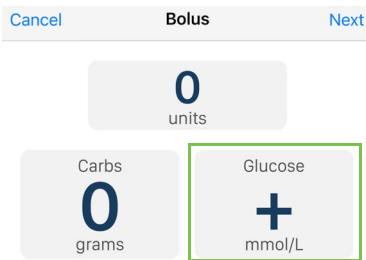 Cancel Bolus Next
0
units
Carbs Glucose
0 +
grams mmol/L